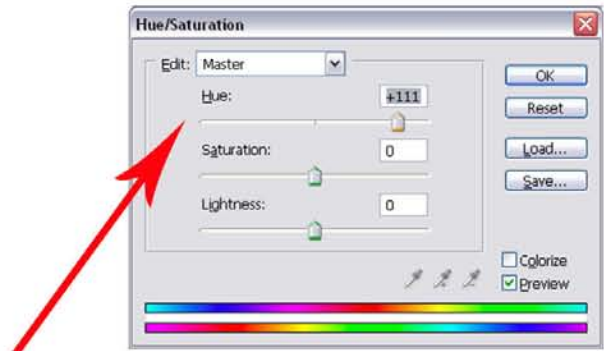 Hue/Saturation
Edit: Master
OK
Hue: +111
Reset
Saturation: 0
Load...
Save...
Lightness: 0
Colorize
Preview